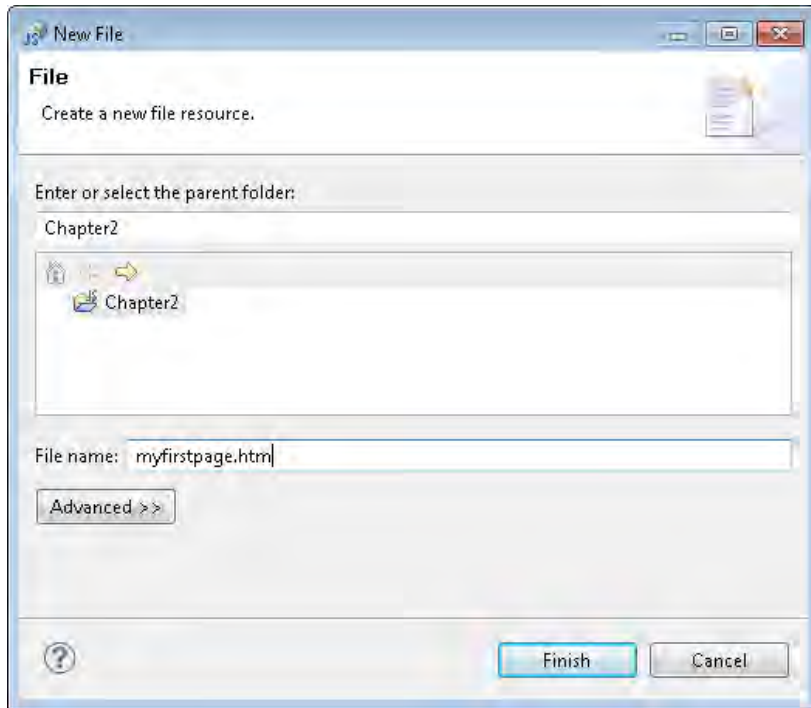 JS New File
File
Create a new file resource.
Enter or select the parent folder:
Chapter2
Chapter2
File name: myfirstpage.htm
Advanced >>
?
Finish Cancel